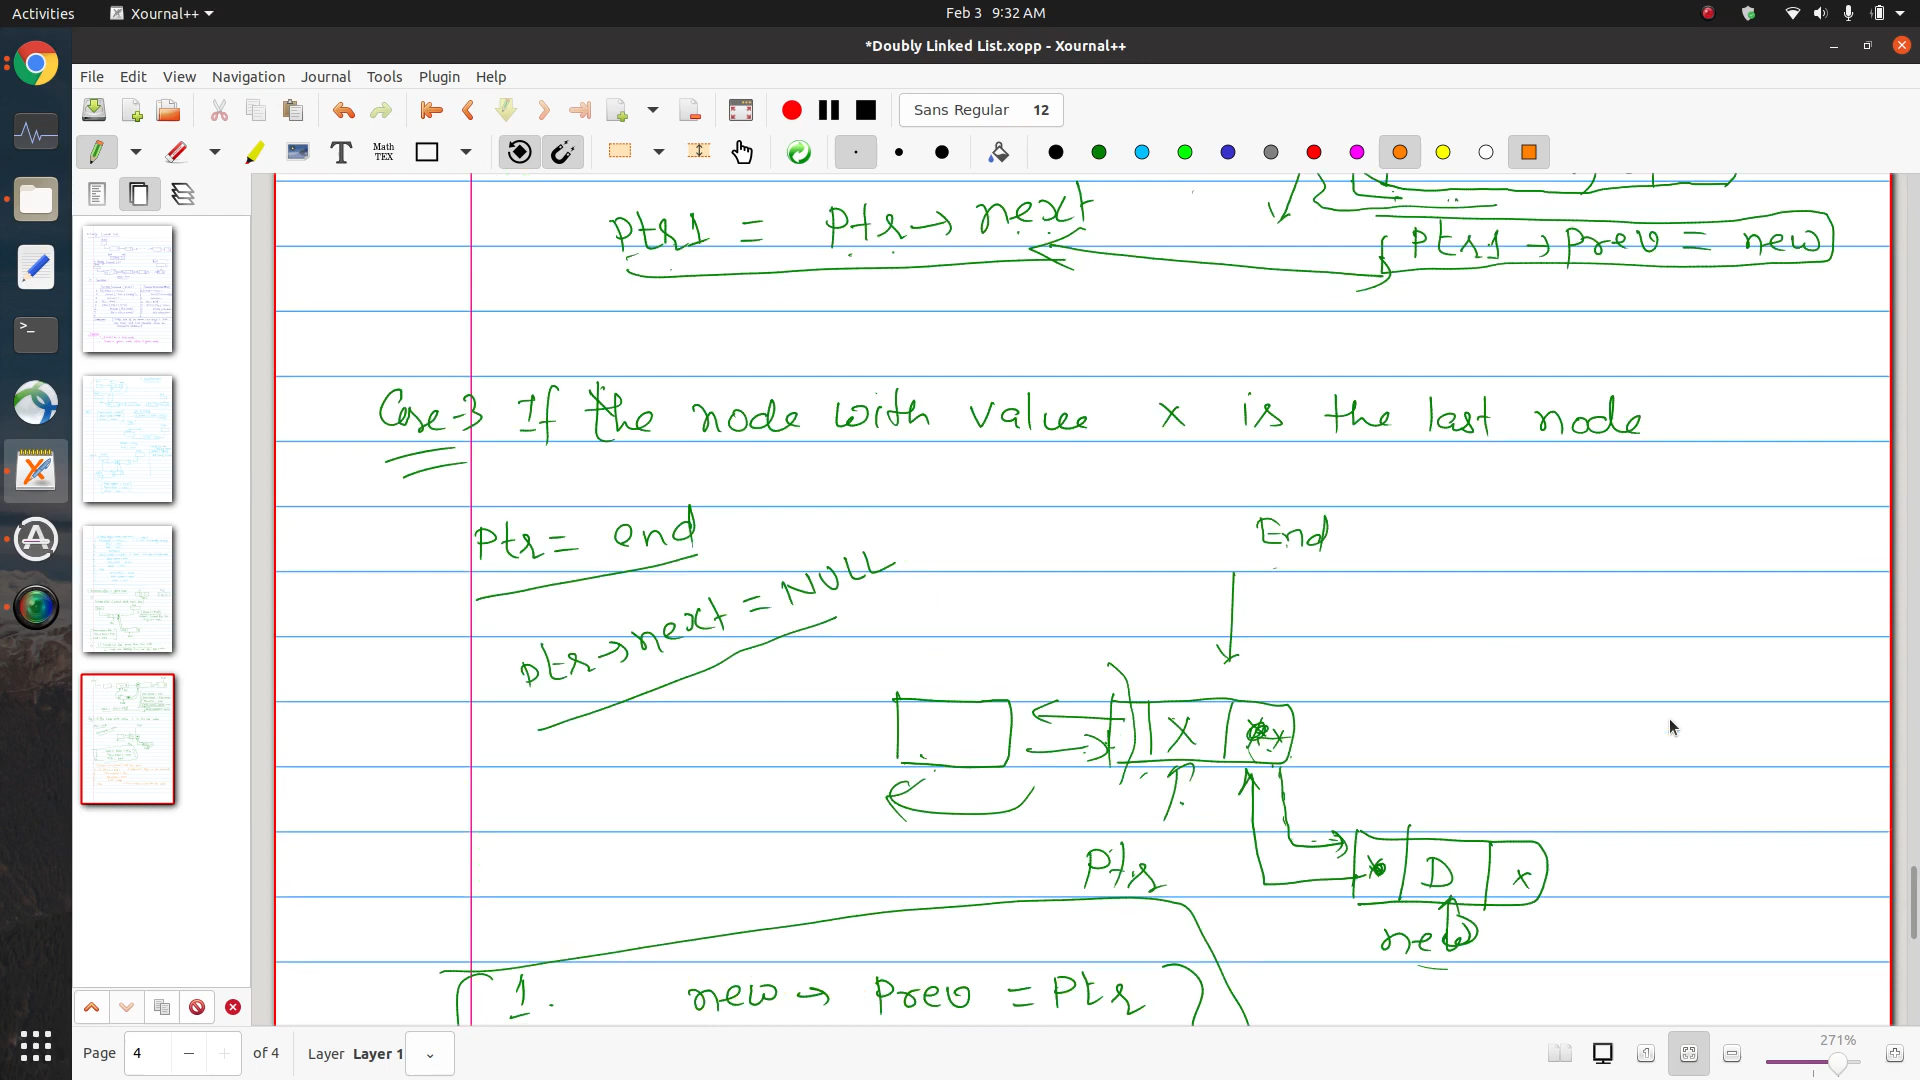 Activities Xournal++ Feb 3 9:32 AM
*Doubly Linked List.xopp - Xournal++
File Edit View Navigation Journal Tools Plugin Help
Sans Regular 12
Math
TEX
Ptr1 = Ptr → next
Ptr1 → Prev = new
Case-3 If the node with value x is the last node
Ptr = end
End
Ptr → next = NULL
X x
Ptr
D x
new
1. new → Prev = Ptr
Page 4 of 4 Layer Layer 1
271%